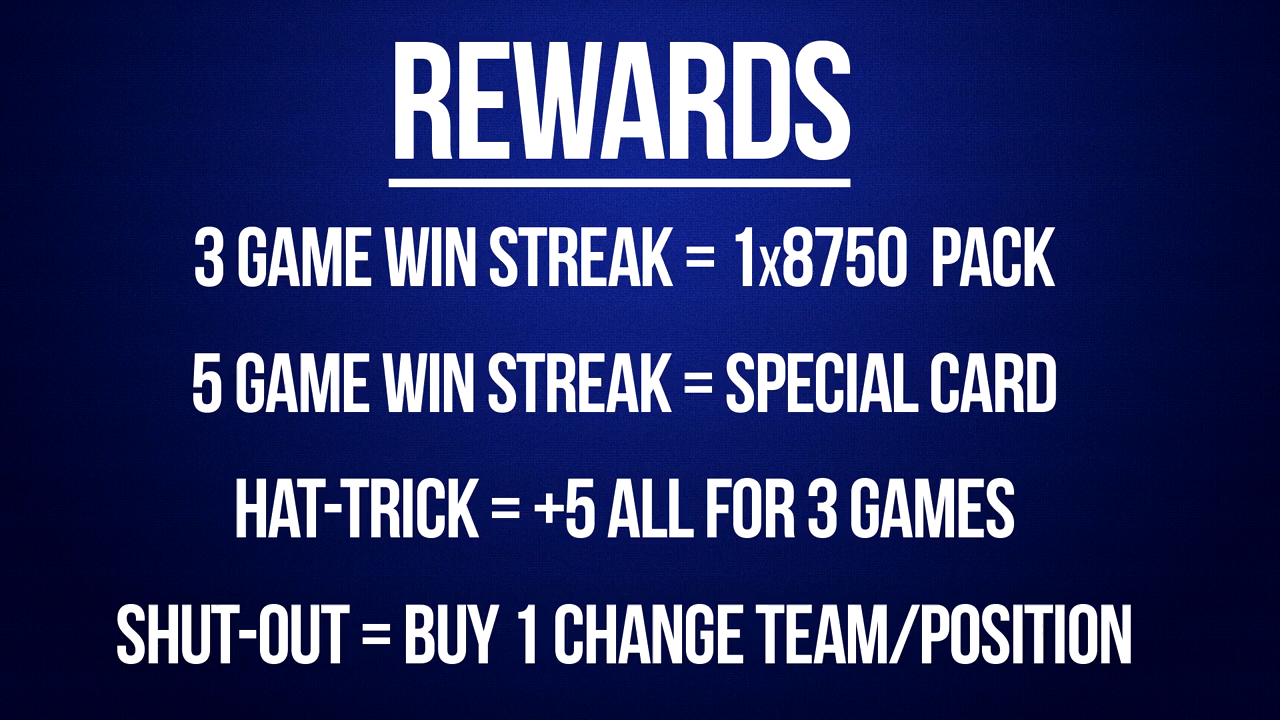 REWARDS
3 GAME WIN STREAK = 1x8750 PACK
5 GAME WIN STREAK = SPECIAL CARD
HAT-TRICK = +5 ALL FOR 3 GAMES
SHUT-OUT = BUY 1 CHANGE TEAM/POSITION